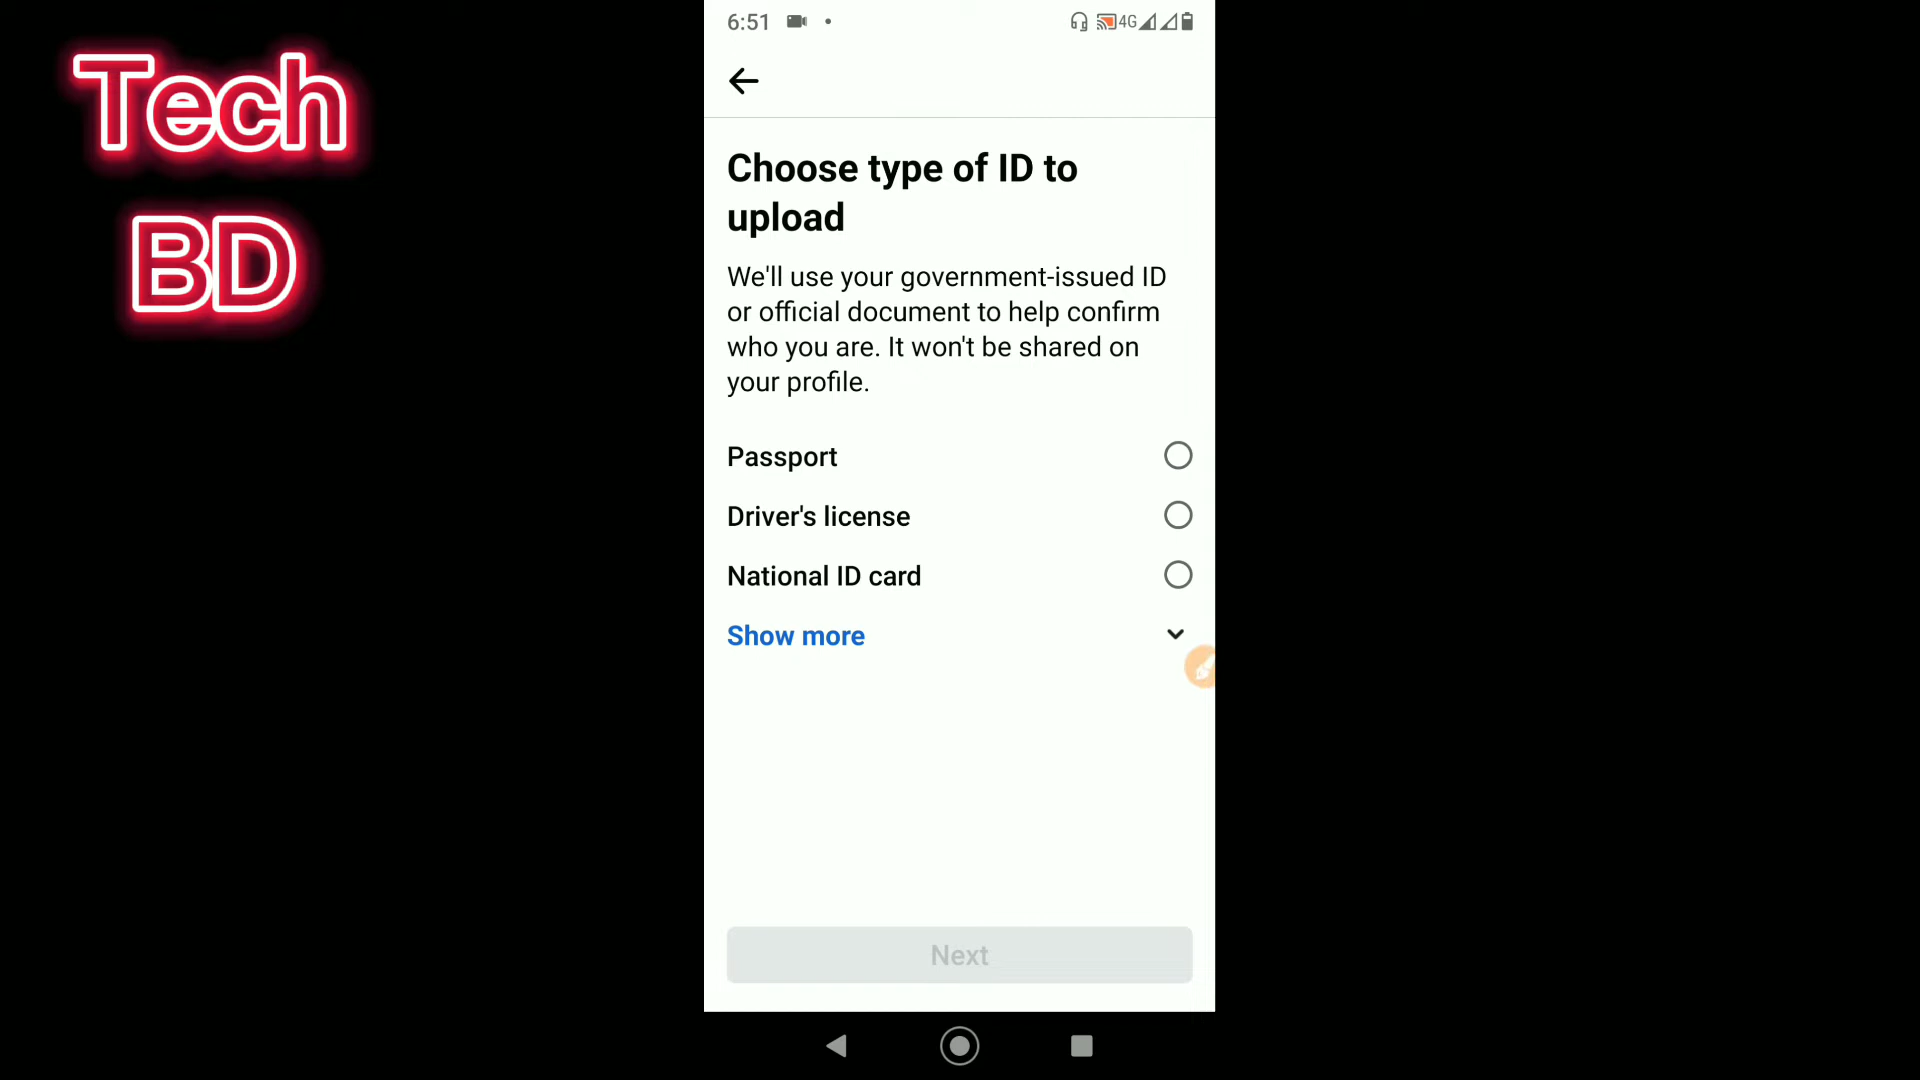 Tech
BD
6:51
4G
Choose type of ID to
upload
We'll use your government-issued ID
or official document to help confirm
who you are. It won't be shared on
your profile.
Passport
Driver's license
National ID card
Show more
Next